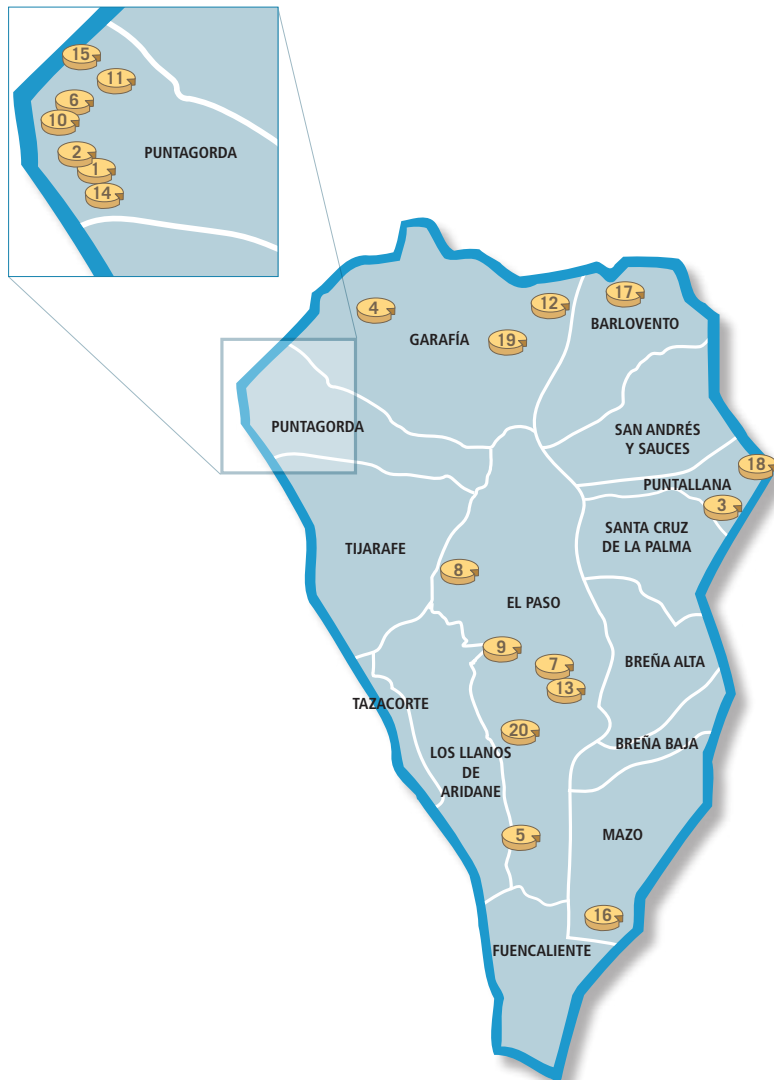 15
11
6
10
PUNTAGORDA
2
1
14
17
12
4
BARLOVENTO
GARAFÍA
19
PUNTAGORDA
SAN ANDRÉS
Y SAUCES
18
PUNTALLANA
3
SANTA CRUZ
DE LA PALMA
TIJARAFE
8
EL PASO
9
BREÑA ALTA
7
13
TAZACORTE
20
BREÑA BAJA
LOS LLANOS
DE
ARIDANE
5
MAZO
16
FUENCALIENTE